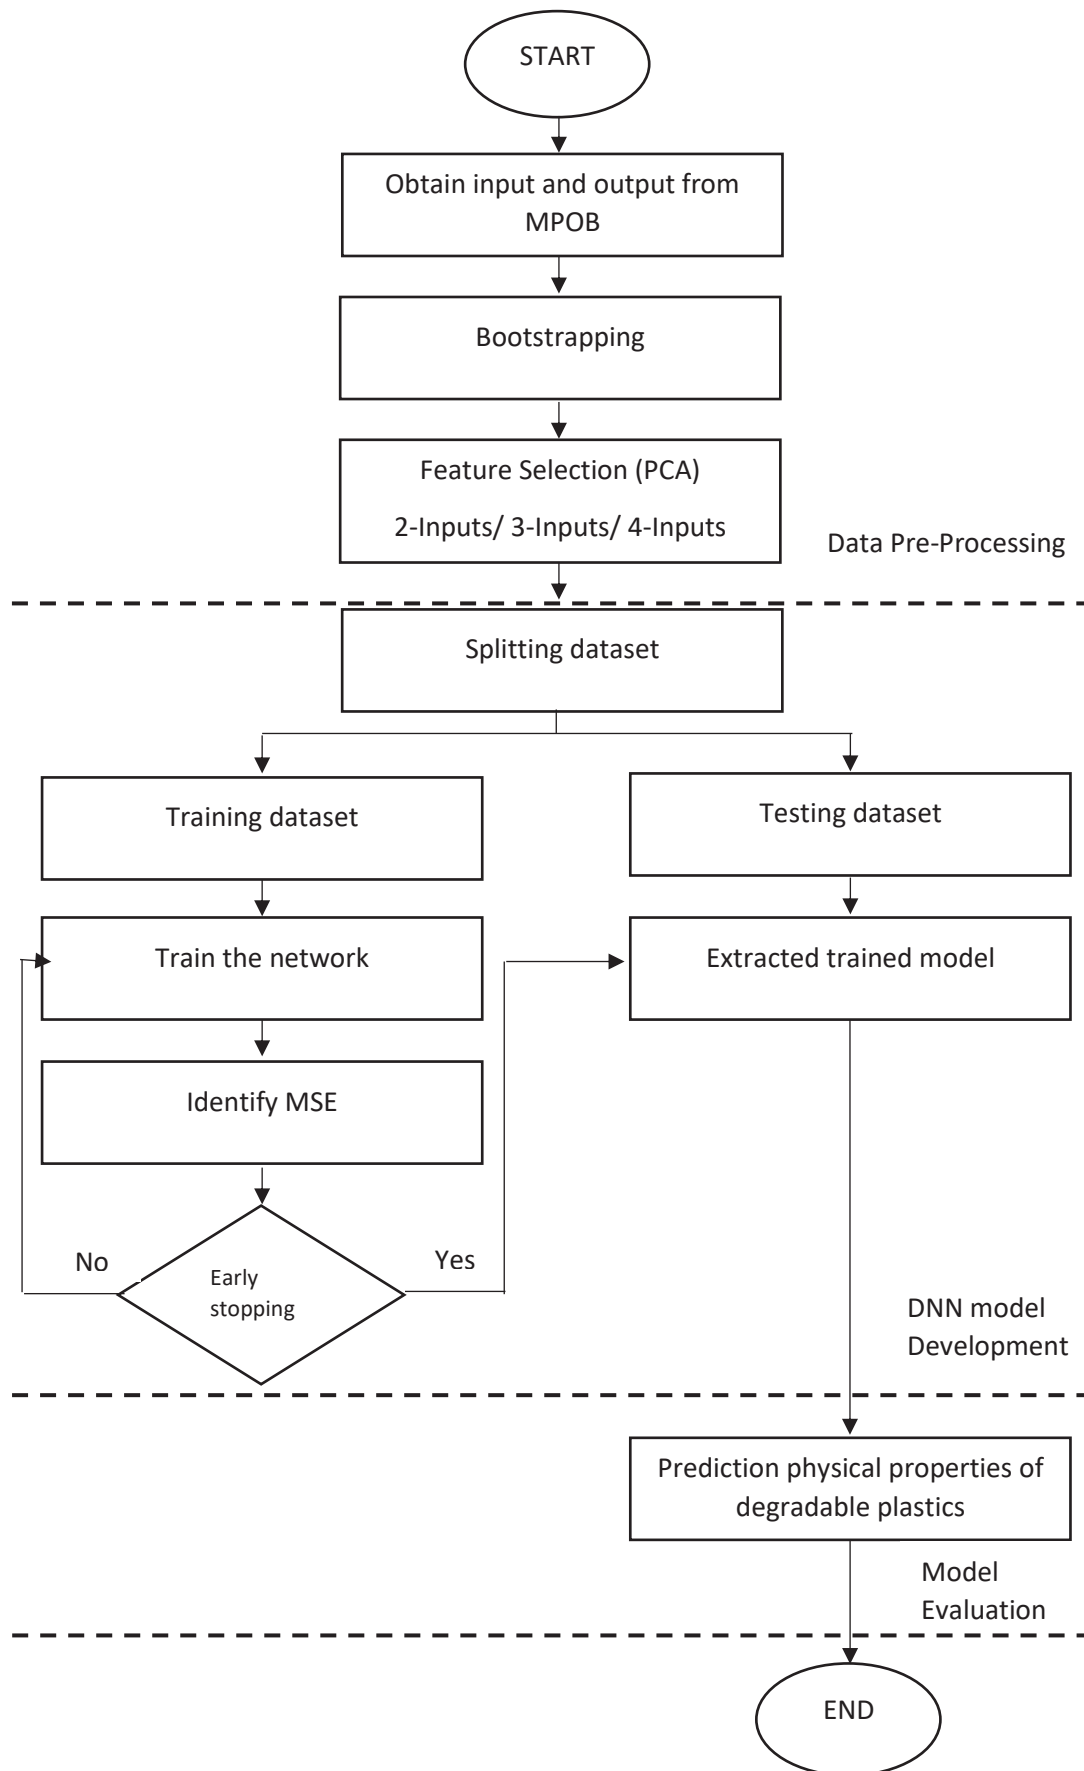 START
Obtain input and output from
MPOB
Bootstrapping
Feature Selection (PCA)
2-Inputs/ 3-Inputs/ 4-Inputs
Data Pre-Processing
Splitting dataset
Training dataset
Testing dataset
Train the network
Extracted trained model
Identify MSE
No
Yes
Early
stopping
DNN model
Development
Prediction physical properties of
degradable plastics
Model
Evaluation
END